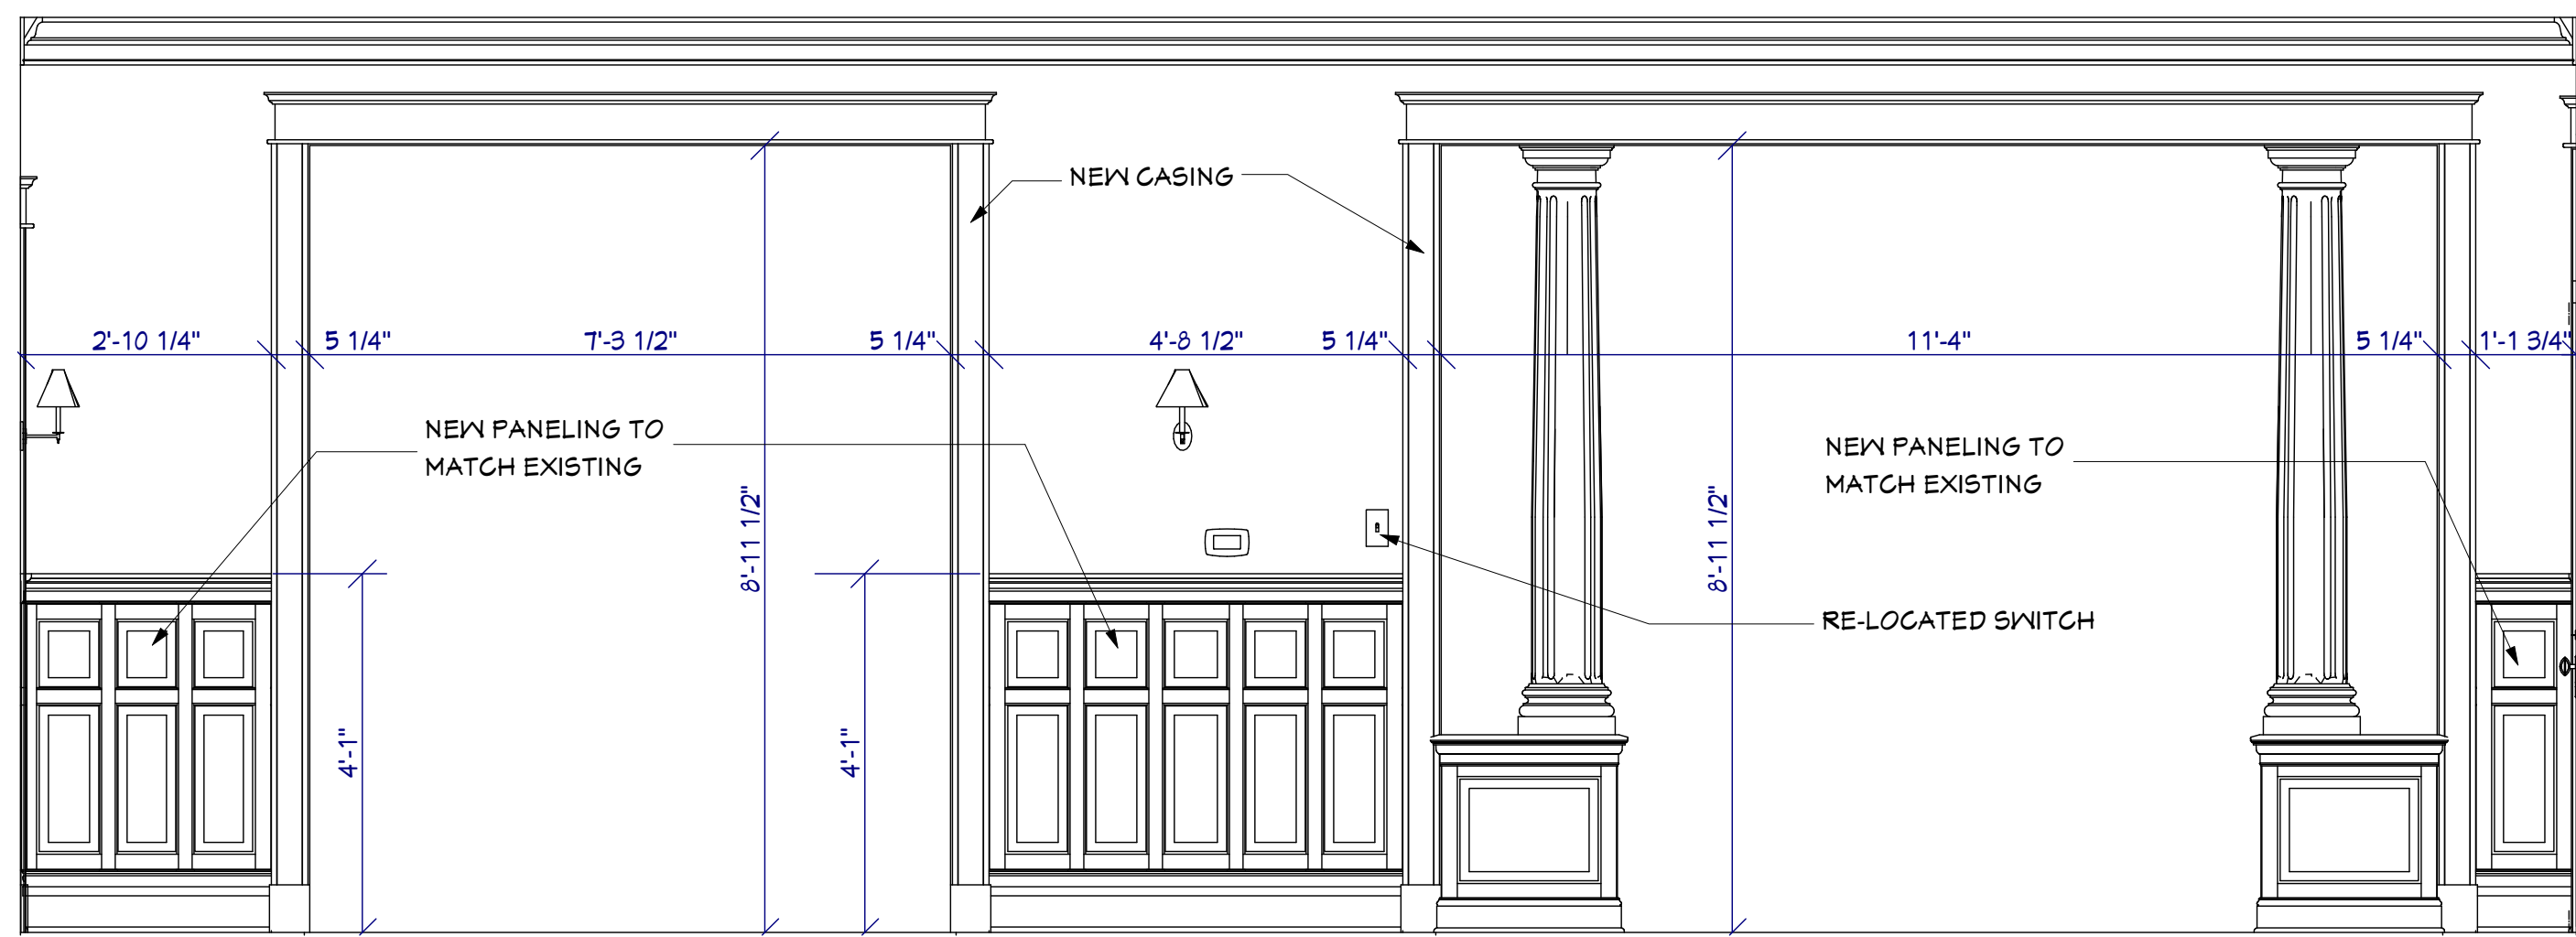 NEW CASING
2'-10 1/4" 5 1/4" 7'-3 1/2" 5 1/4" 4'-8 1/2" 5 1/4" 11'-4" 5 1/4" 1'-1 3/4"
NEW PANELING TO
MATCH EXISTING
NEW PANELING TO
MATCH EXISTING
8'-11 1/2"
8'-11 1/2"
RE-LOCATED SWITCH
4'-1"
4'-1"